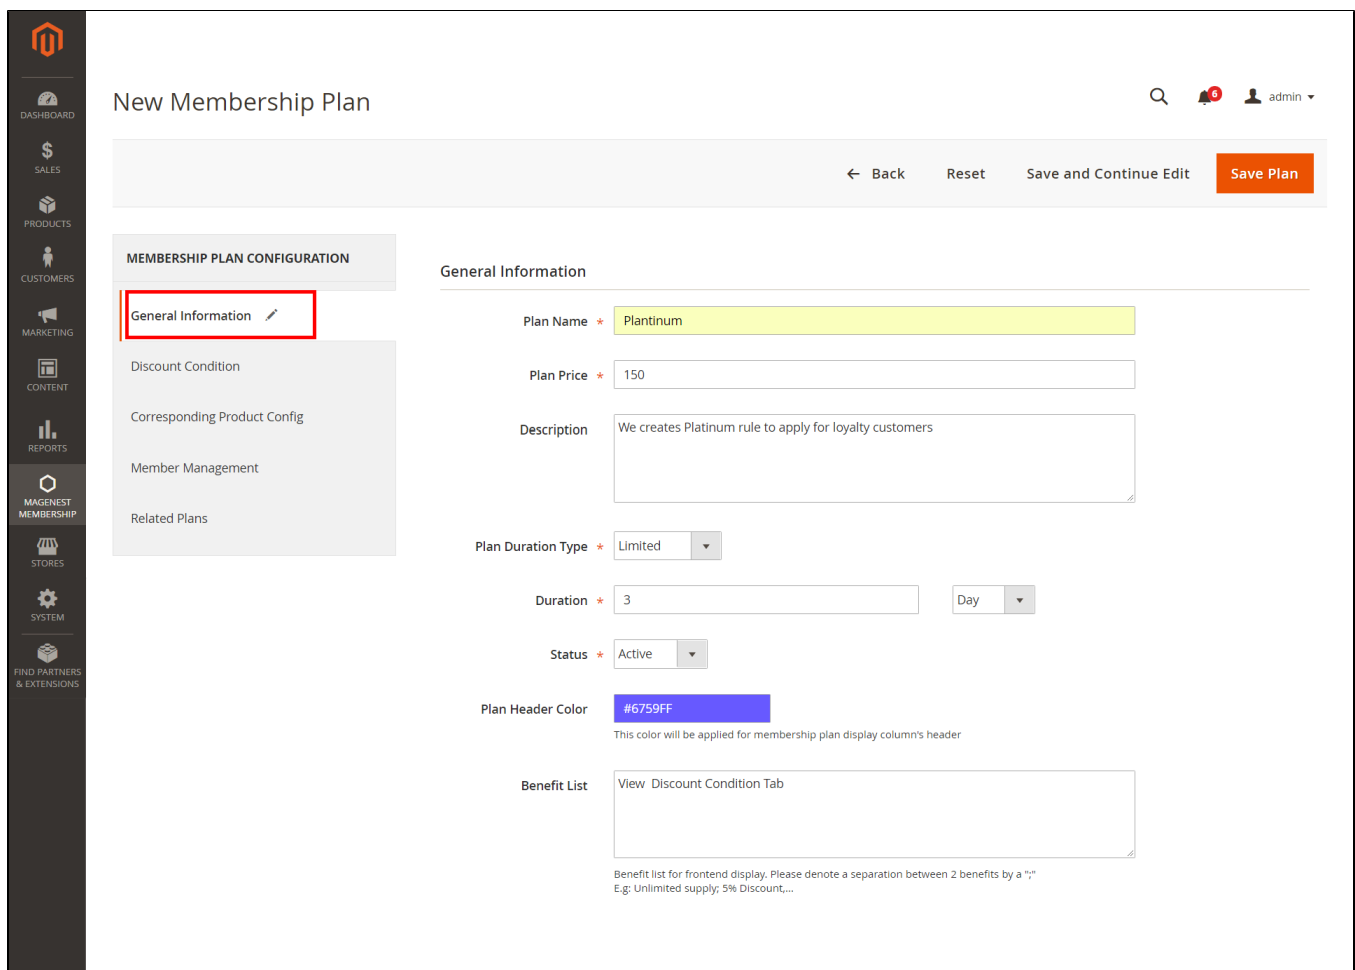 New Membership Plan
6
admin
DASHBOARD
SALES
PRODUCTS
CUSTOMERS
MARKETING
CONTENT
REPORTS
MAGENEST
MEMBERSHIP
STORES
SYSTEM
FIND PARTNERS
& EXTENSIONS
← Back
Reset
Save and Continue Edit
Save Plan
MEMBERSHIP PLAN CONFIGURATION
General Information
Discount Condition
Corresponding Product Config
Member Management
Related Plans
General Information
Plan Name * Plantinum
Plan Price * 150
Description We creates Platinum rule to apply for loyalty customers
Plan Duration Type * Limited
Duration * 3 Day
Status * Active
Plan Header Color #6759FF
This color will be applied for membership plan display column's header
Benefit List View  Discount Condition Tab
Benefit list for frontend display. Please denote a separation between 2 benefits by a ";"
E.g: Unlimited supply; 5% Discount,...